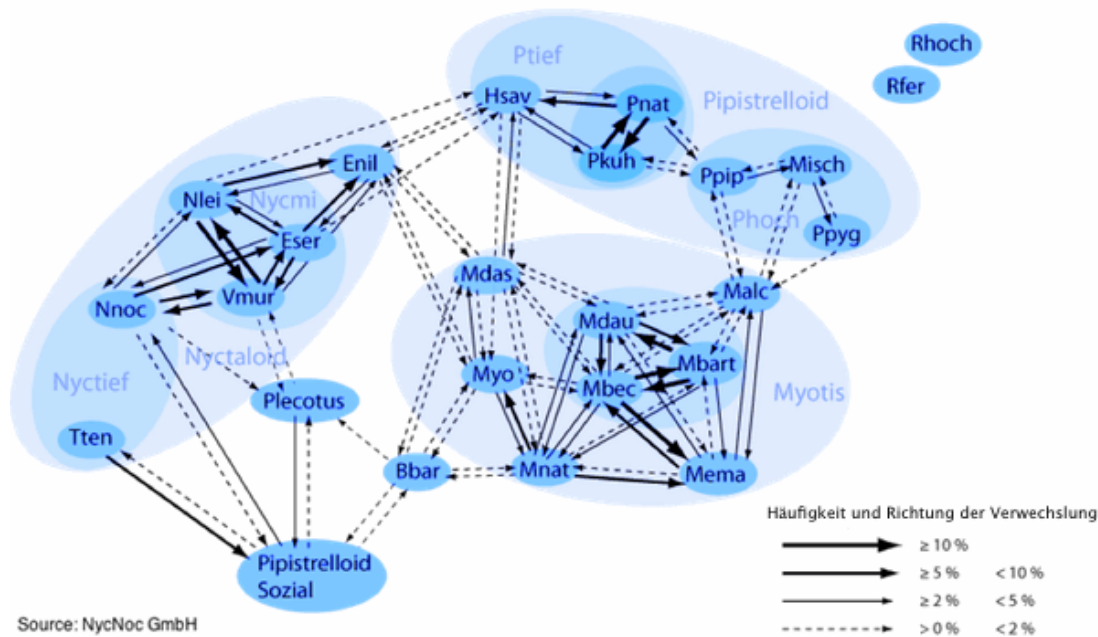 Rhoch
Ptief
Rfer
Hsav
Pnat
Pipistrelloid
Enil
Pkuh
Ppip
Misch
Nlei
Nycmi
Phoch
Eser
Ppyg
Mdas
Malc
Nnoc
Vmur
Mdau
Nyctaloid
Mbart
Nyctief
Myo
Mbec
Myotis
Plecotus
Tten
Bbar
Mnat
Mema
Häufigkeit und Richtung der Verwechslung
≥ 10 %
Pipistrelloid
Sozial
≥ 5 % < 10 %
≥ 2 % < 5 %
> 0 % < 2 %
Source: NycNoc GmbH